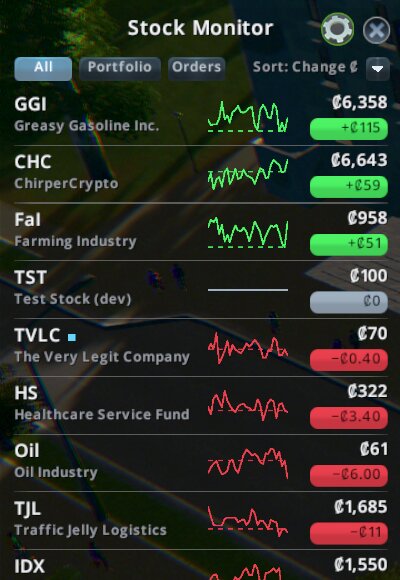 Stock Monitor
All Portfolio Orders Sort: Change ₡
GGI ₡6,358
Greasy Gasoline Inc. +₡115
CHC ₡6,643
ChirperCrypto +₡59
FaI ₡958
Farming Industry +₡51
TST ₡100
Test Stock (dev) ₡0
TVLC ₡70
The Very Legit Company −₡0.40
HS ₡322
Healthcare Service Fund −₡3.40
Oil ₡61
Oil Industry −₡6.00
TJL ₡1,685
Traffic Jelly Logistics −₡11
IDX ₡1,550